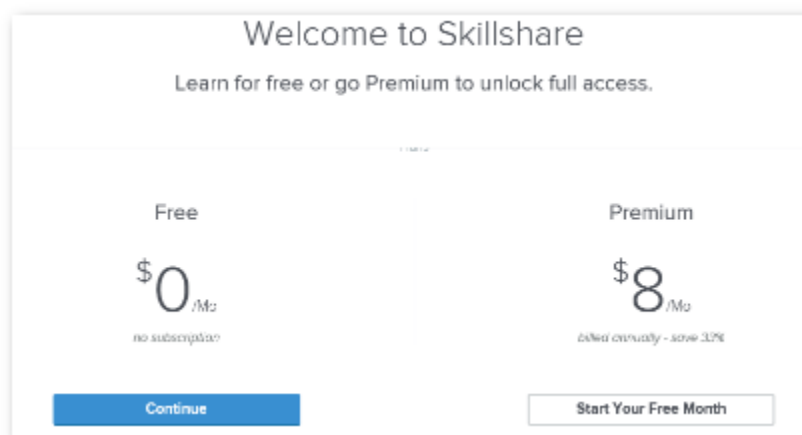 Welcome to Skillshare
Learn for free or go Premium to unlock full access.
Free
$0/Mo
no subscription
Continue
Premium
$8/Mo
billed annually - save 33%
Start Your Free Month